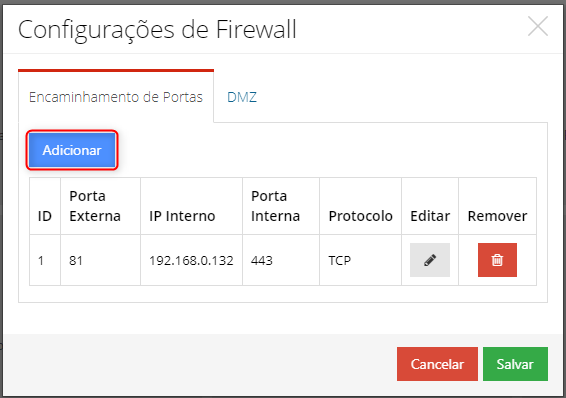 Configurações de Firewall
Encaminhamento de Portas DMZ
Adicionar
ID Porta Externa IP Interno Porta Interna Protocolo Editar Remover
1 81 192.168.0.132 443 TCP
Cancelar Salvar